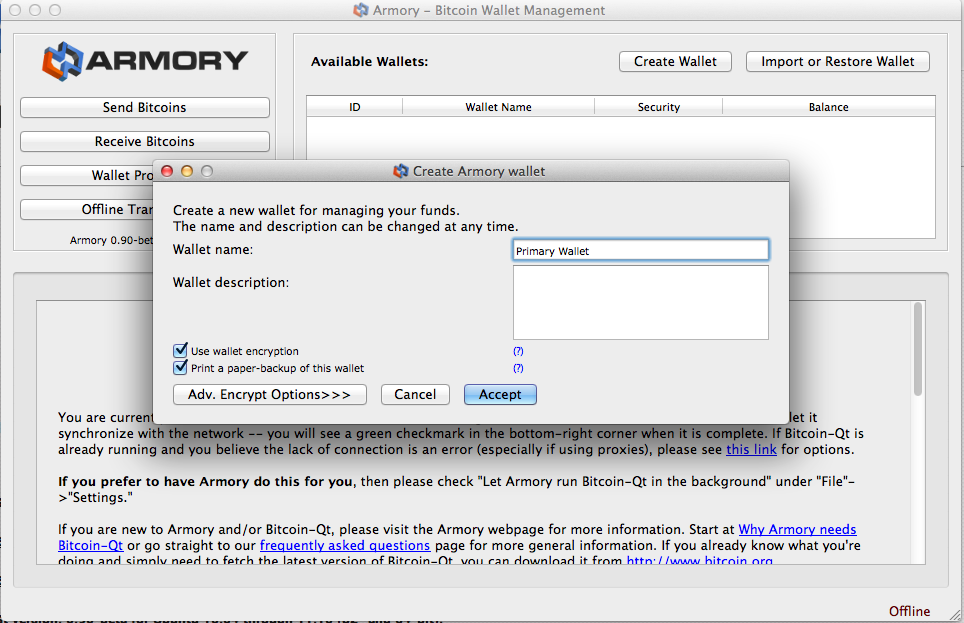 Armory – Bitcoin Wallet Management
ARMORY
Send Bitcoins
Receive Bitcoins
Wallet Pro
Offline Tran
Armory 0.90-bet
Available Wallets:
Create Wallet
Import or Restore Wallet
ID Wallet Name Security Balance
Create Armory wallet
Create a new wallet for managing your funds.
The name and description can be changed at any time.
Wallet name: Primary Wallet
Wallet description:
Use wallet encryption (?)
Print a paper-backup of this wallet (?)
Adv. Encrypt Options>>> Cancel Accept
You are current let it
synchronize with the network -- you will see a green checkmark in the bottom-right corner when it is complete. If Bitcoin-Qt is
already running and you believe the lack of connection is an error (especially if using proxies), please see this link for options.
If you prefer to have Armory do this for you, then please check "Let Armory run Bitcoin-Qt in the background" under "File"–
>"Settings."
If you are new to Armory and/or Bitcoin-Qt, please visit the Armory webpage for more information. Start at Why Armory needs
Bitcoin-Qt or go straight to our frequently asked questions page for more general information. If you already know what you're
doing and simply need to fetch the latest version of Bitcoin-Qt, you can download it from http://www.bitcoin.org
Offline